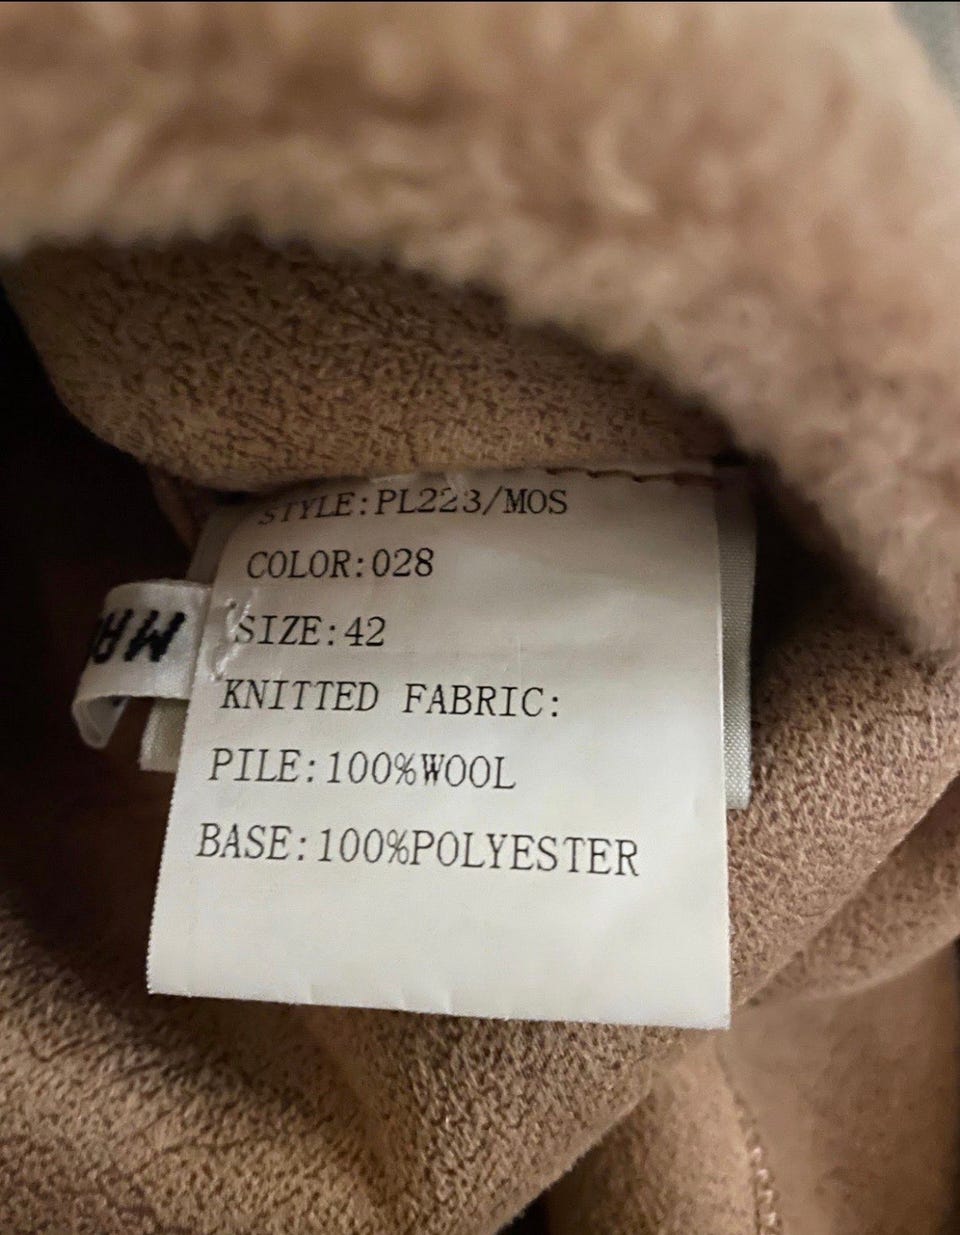 STYLE:PL223/MOS
COLOR:028
SIZE:42
KNITTED FABRIC:
PILE:100%WOOL
BASE:100%POLYESTER